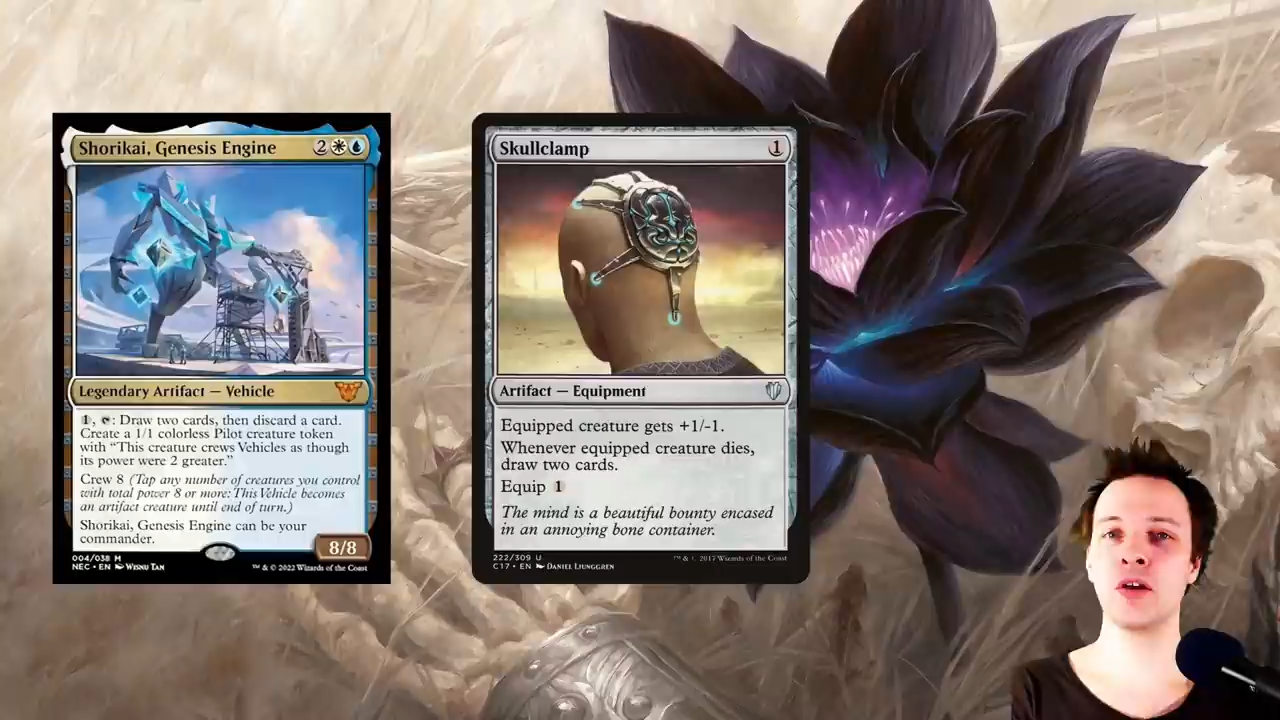 Shorikai, Genesis Engine 2
Legendary Artifact — Vehicle
1, : Draw two cards, then discard a card.
Create a 1/1 colorless Pilot creature token
with “This creature crews Vehicles as though
its power were 2 greater.”
Crew 8 (Tap any number of creatures you control
with total power 8 or more: This Vehicle becomes
an artifact creature until end of turn.)
Shorikai, Genesis Engine can be your
commander.
8/8
004/038 M
NEC • EN Wisnu Tan
™ & © 2022 Wizards of the Coast
Skullclamp 1
Artifact — Equipment
Equipped creature gets +1/-1.
Whenever equipped creature dies,
draw two cards.
Equip 1
The mind is a beautiful bounty encased
in an annoying bone container.
222/309 U
C17 • EN Daniel Ljunggren
™ & © 2017 Wizards of the Coast